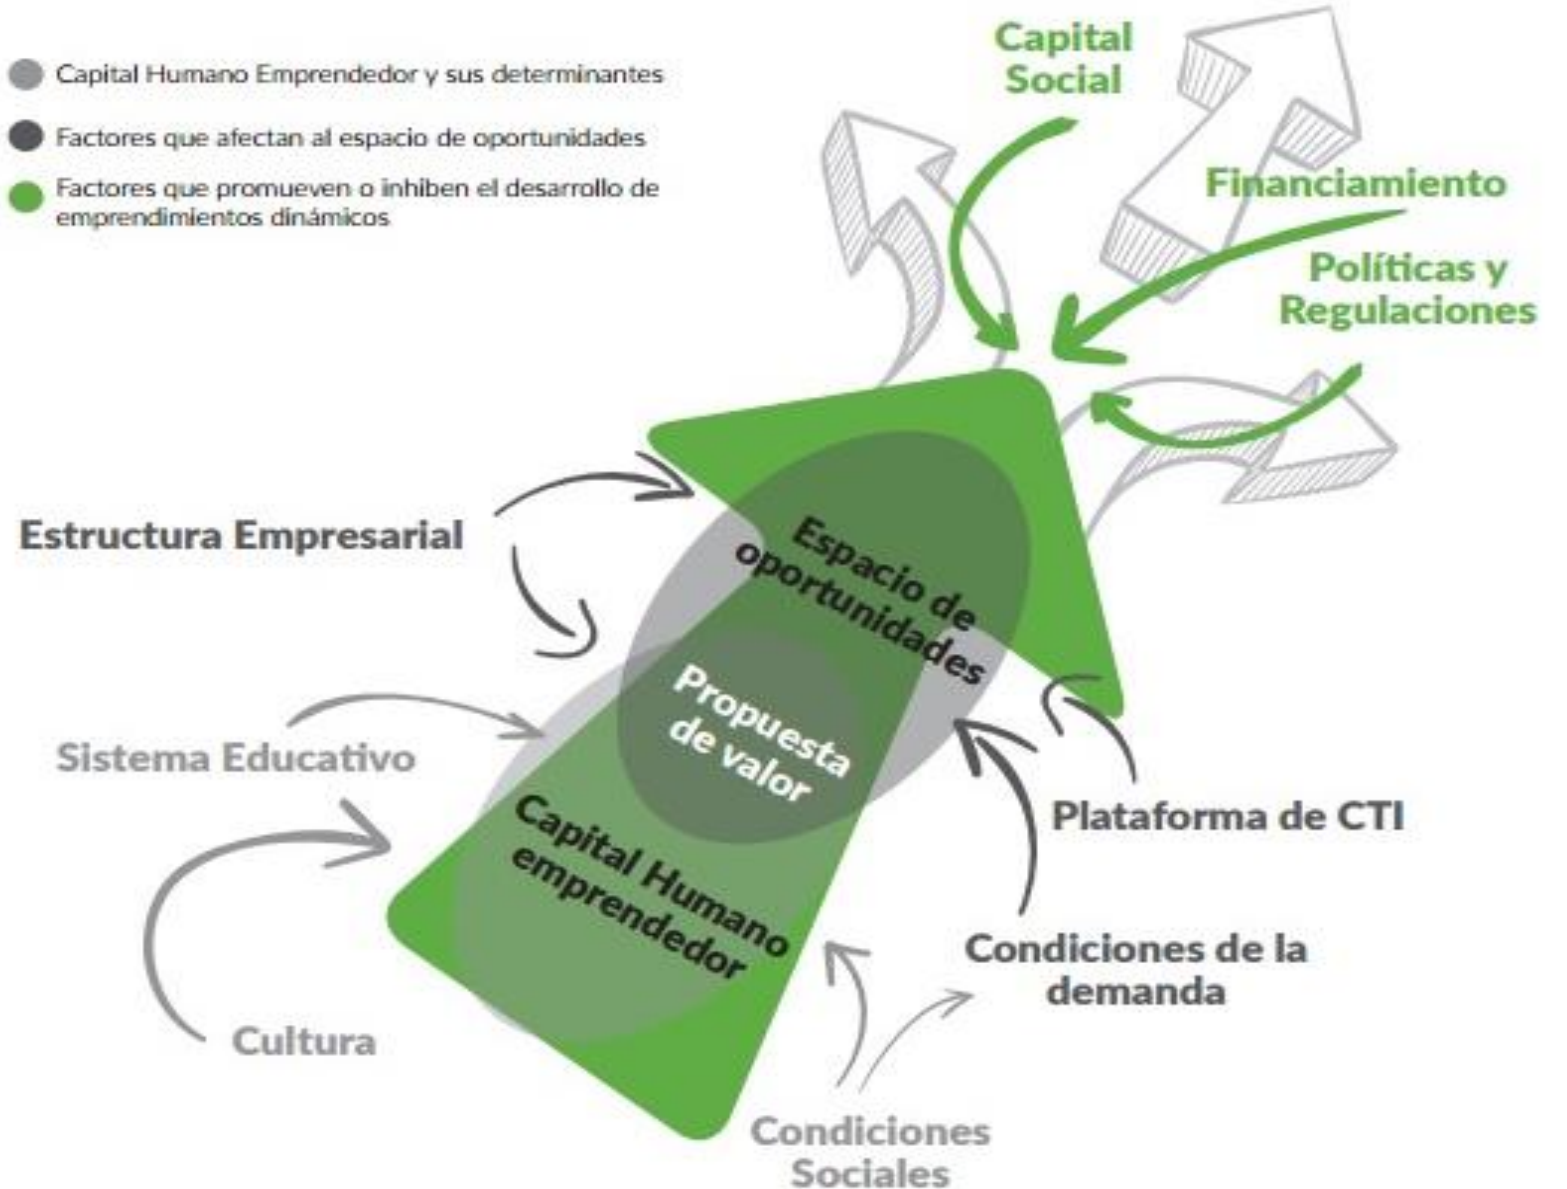 Capital Humano Emprendedor y sus determinantes
Factores que afectan al espacio de oportunidades
Factores que promueven o inhiben el desarrollo de
emprendimientos dinámicos
Capital
Social
Financiamiento
Políticas y
Regulaciones
Estructura Empresarial
Espacio de
oportunidades
Propuesta
de valor
Sistema Educativo
Capital Humano
emprendedor
Plataforma de CTI
Condiciones de la
demanda
Cultura
Condiciones
Sociales